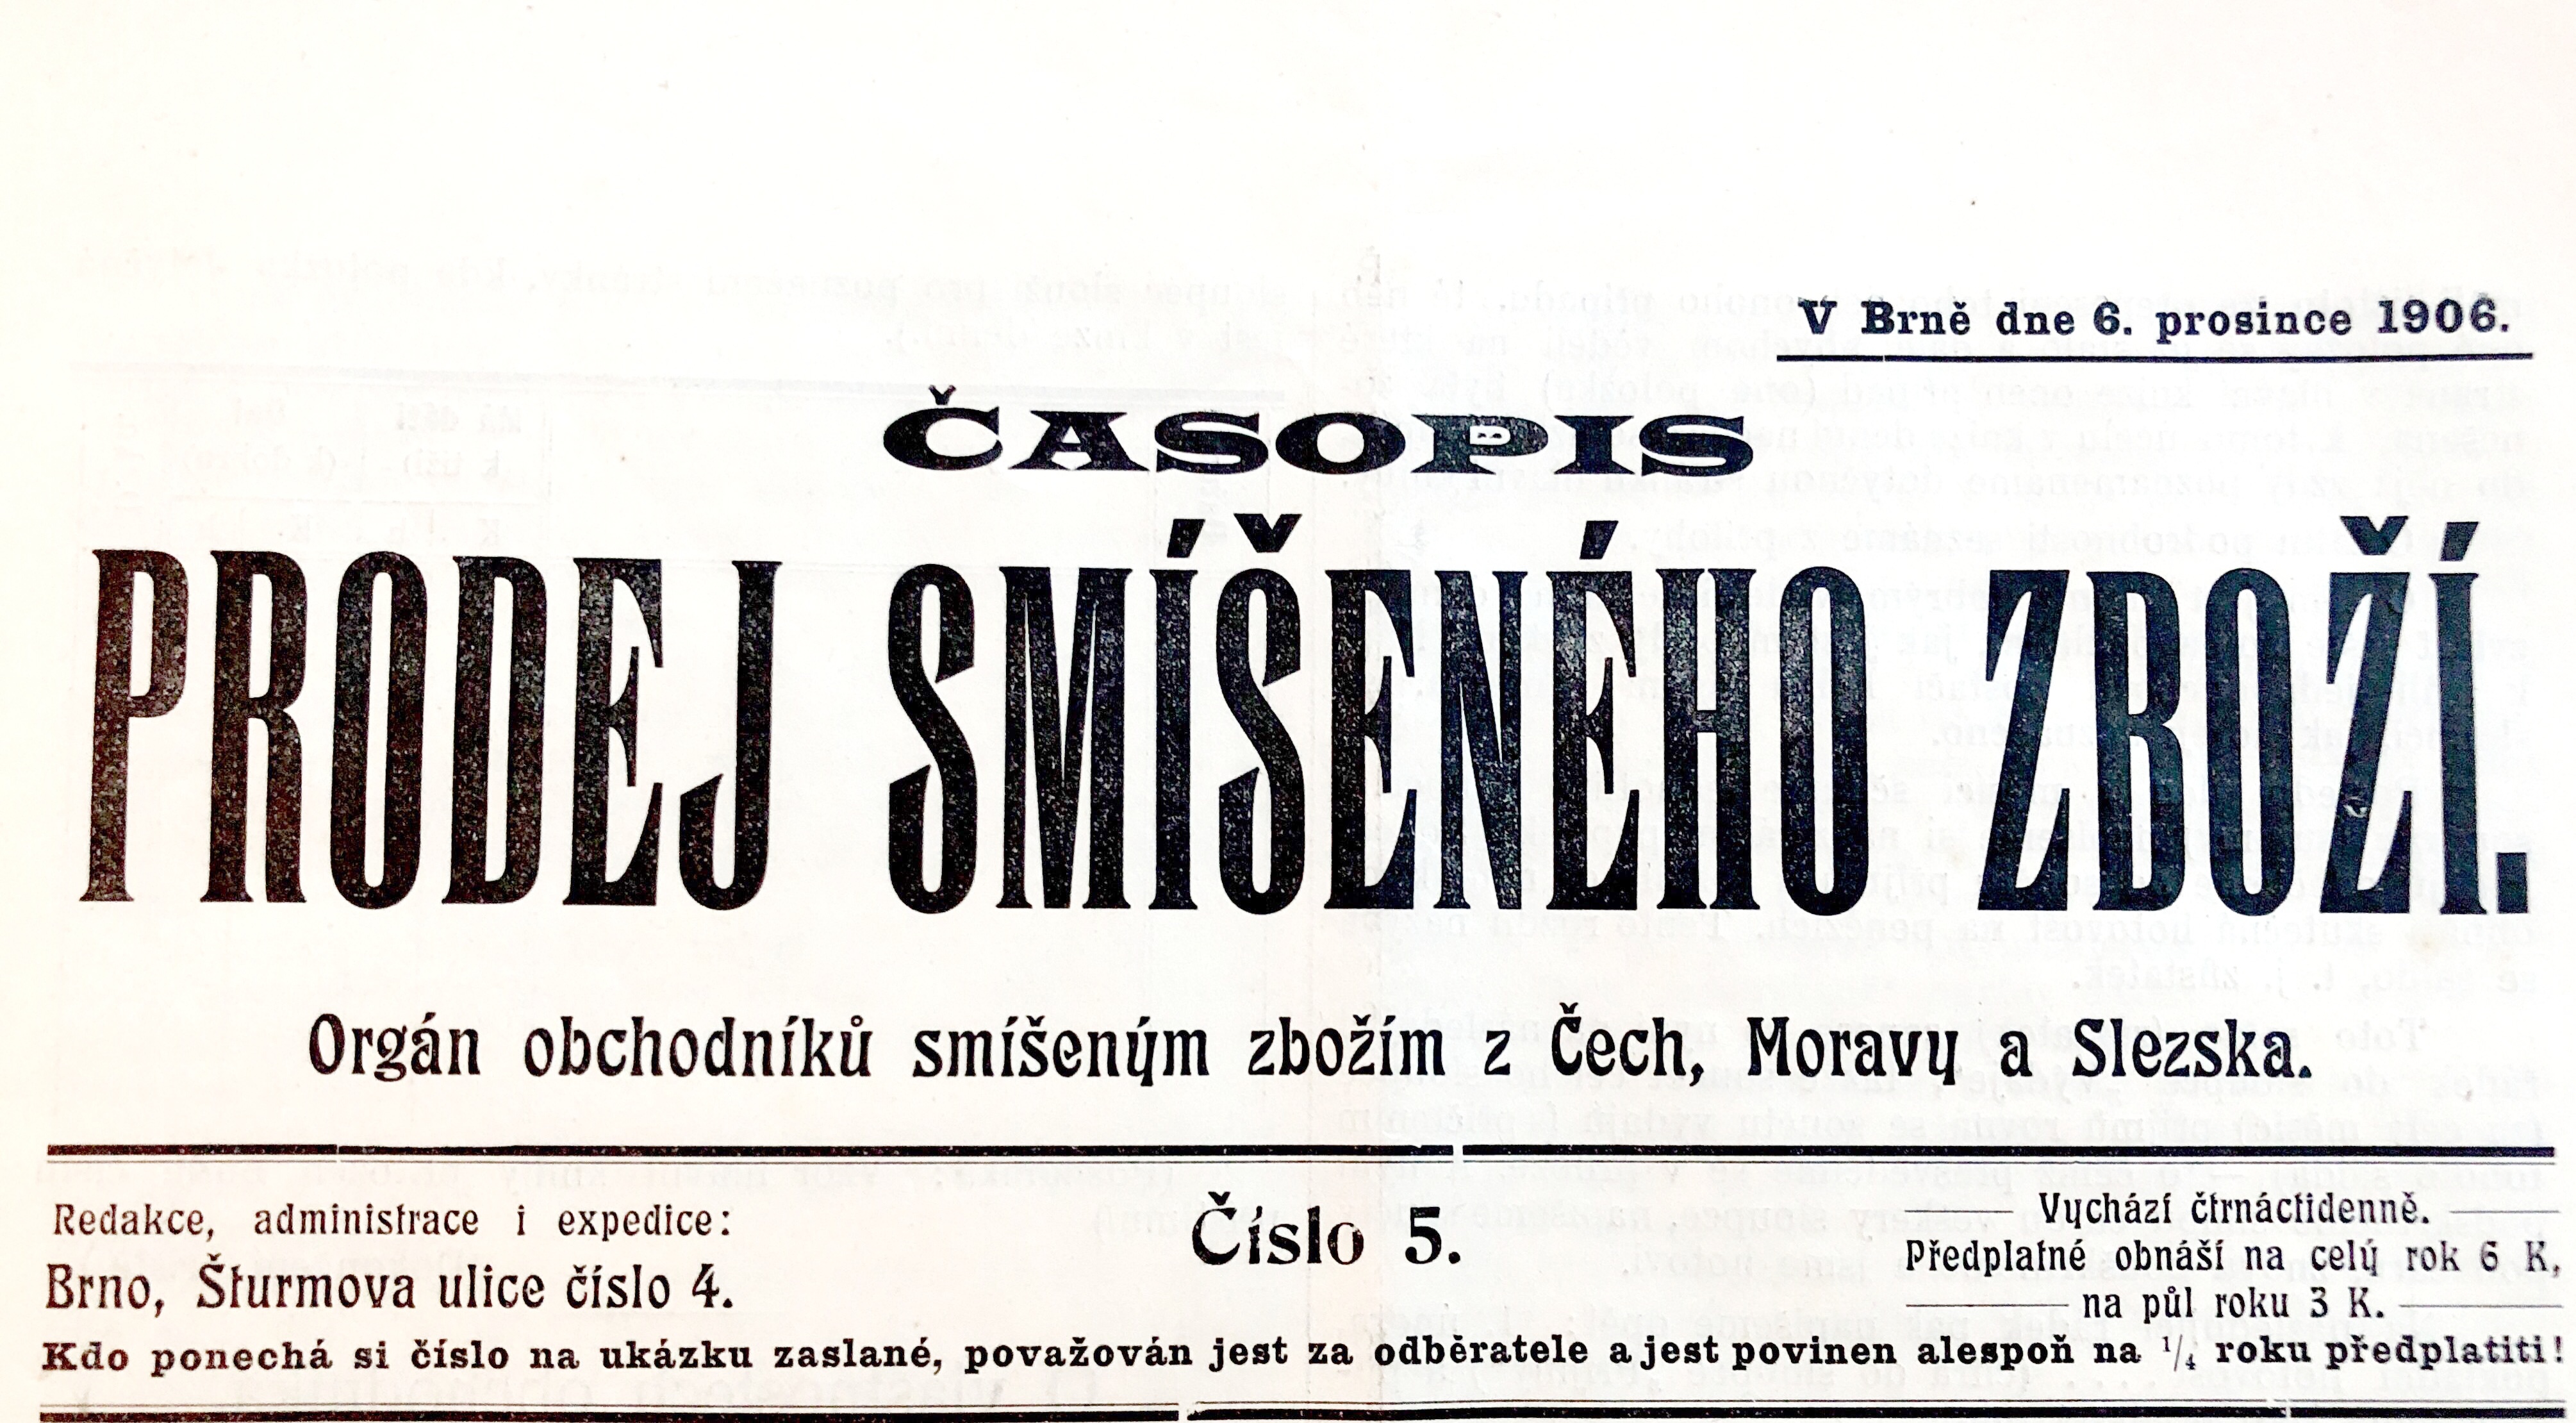 V Brně dne 6. prosince 1906.
ČASOPIS
PRODEJ SMÍŠENÉHO ZBOŽÍ.
Orgán obchodníků smíšeným zbožím z Čech, Moravy a Slezska.
Redakce, administrace i expedice:
Brno, Šturmova ulice číslo 4.
Číslo 5.
Vychází čtrnáctidenně.
Předplatné obnáší na celý rok 6 K,
na půl roku 3 K.
Kdo ponechá si číslo na ukázku zaslané, považován jest za odběratele a jest povinen alespoň na ¹/₄ roku předplatiti!